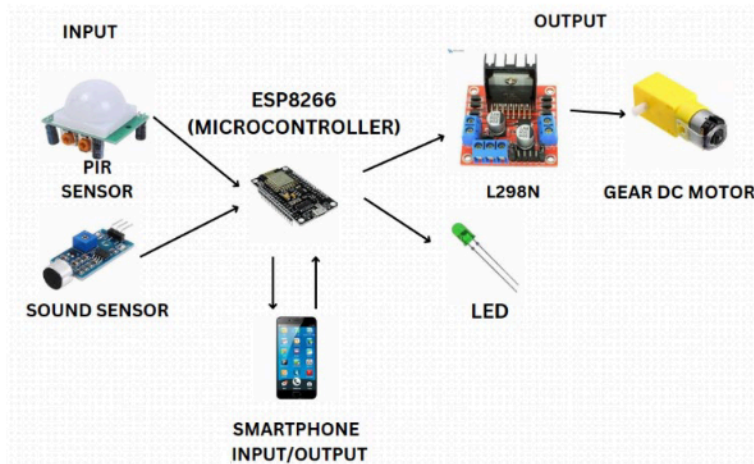 INPUT
OUTPUT
ESP8266
(MICROCONTROLLER)
PIR
SENSOR
L298N
GEAR DC MOTOR
SOUND SENSOR
LED
SMARTPHONE
INPUT/OUTPUT